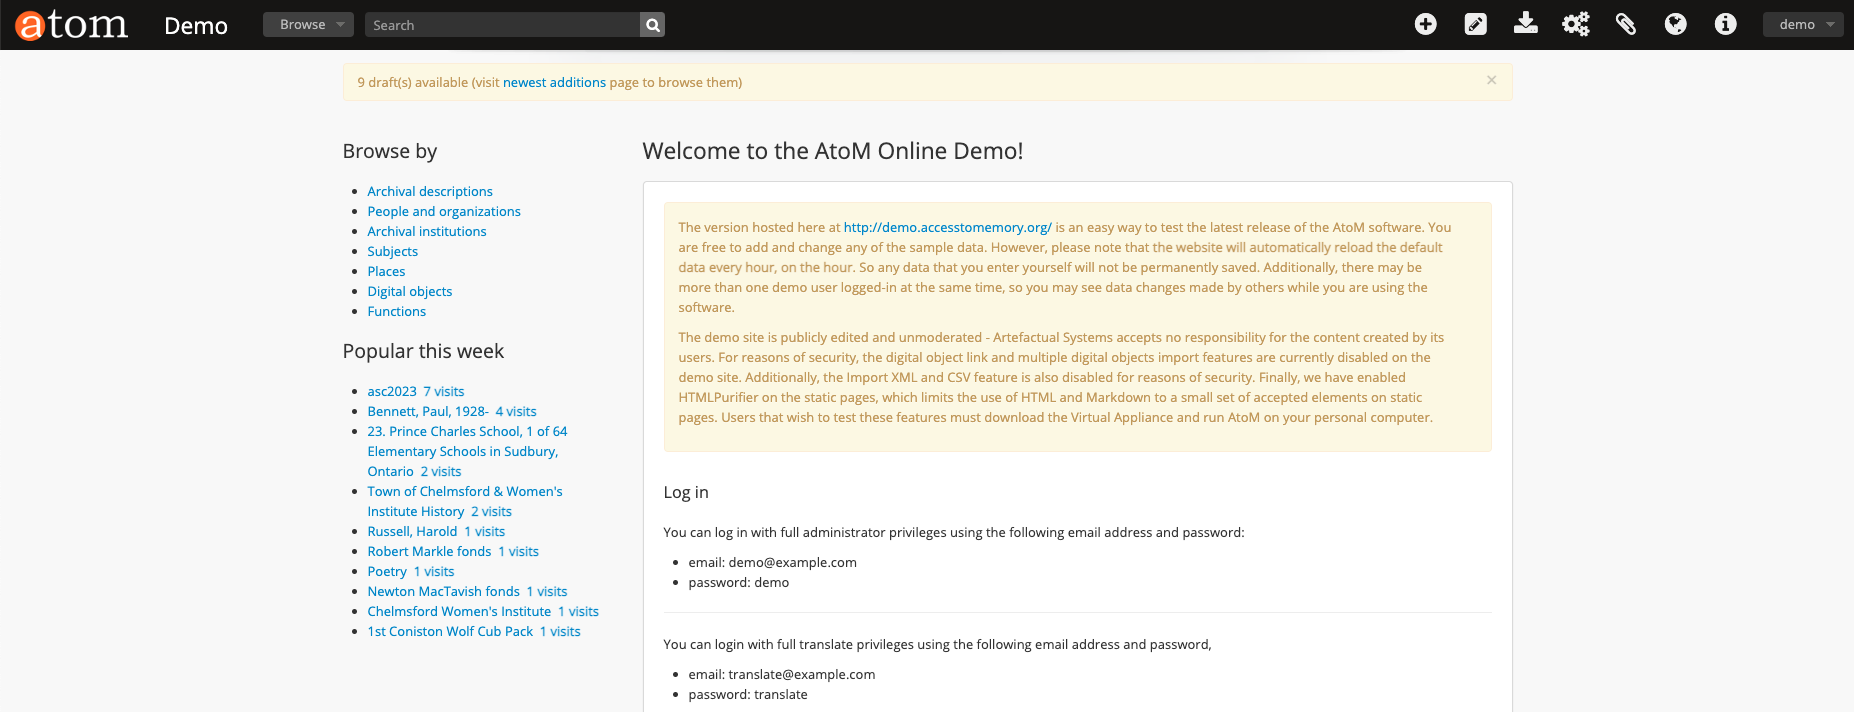 atom Demo Browse Search demo
9 draft(s) available (visit newest additions page to browse them) ×
Browse by
Archival descriptions
People and organizations
Archival institutions
Subjects
Places
Digital objects
Functions
Popular this week
asc2023 7 visits
Bennett, Paul, 1928- 4 visits
23. Prince Charles School, 1 of 64
Elementary Schools in Sudbury,
Ontario 2 visits
Town of Chelmsford & Women's
Institute History 2 visits
Russell, Harold 1 visits
Robert Markle fonds 1 visits
Poetry 1 visits
Newton MacTavish fonds 1 visits
Chelmsford Women's Institute 1 visits
1st Coniston Wolf Cub Pack 1 visits
Welcome to the AtoM Online Demo!
The version hosted here at http://demo.accesstomemory.org/ is an easy way to test the latest release of the AtoM software. You
are free to add and change any of the sample data. However, please note that the website will automatically reload the default
data every hour, on the hour. So any data that you enter yourself will not be permanently saved. Additionally, there may be
more than one demo user logged-in at the same time, so you may see data changes made by others while you are using the
software.
The demo site is publicly edited and unmoderated - Artefactual Systems accepts no responsibility for the content created by its
users. For reasons of security, the digital object link and multiple digital objects import features are currently disabled on the
demo site. Additionally, the Import XML and CSV feature is also disabled for reasons of security. Finally, we have enabled
HTMLPurifier on the static pages, which limits the use of HTML and Markdown to a small set of accepted elements on static
pages. Users that wish to test these features must download the Virtual Appliance and run AtoM on your personal computer.
Log in
You can log in with full administrator privileges using the following email address and password:
email: demo@example.com
password: demo
You can login with full translate privileges using the following email address and password,
email: translate@example.com
password: translate